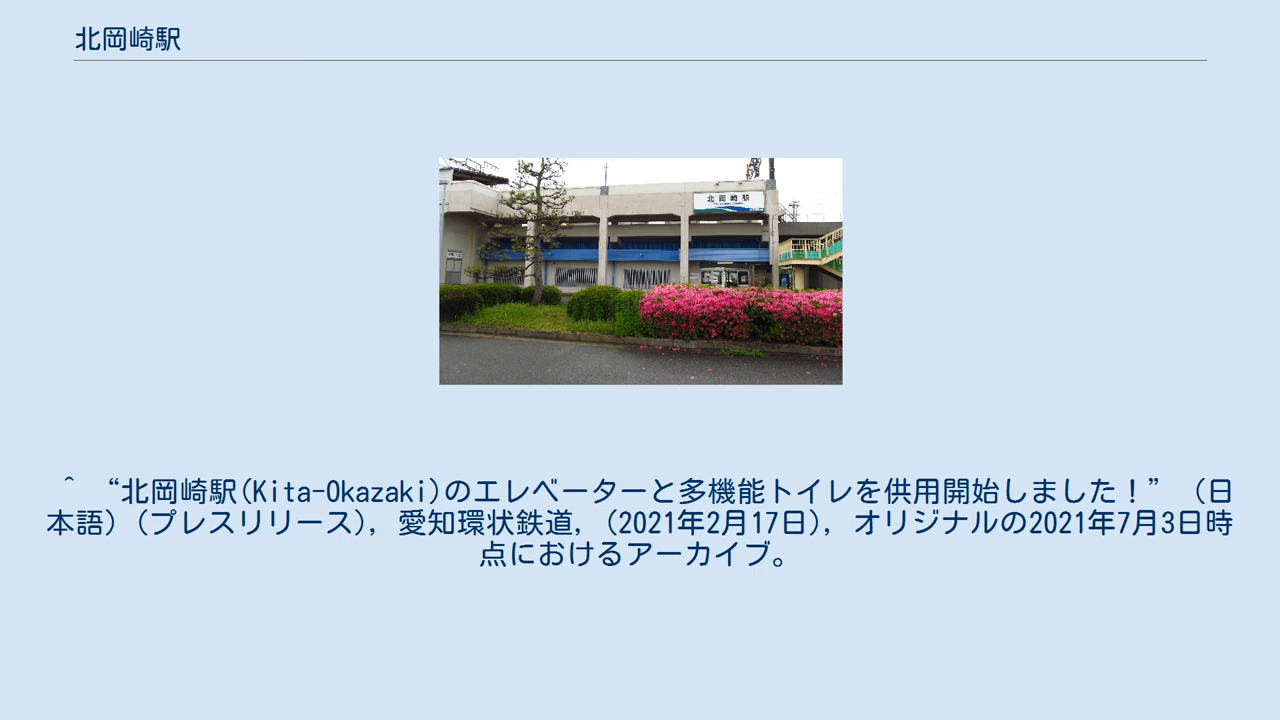 北岡崎駅
北岡崎駅
^ “北岡崎駅(Kita-Okazaki)のエレベーターと多機能トイレを供用開始しました！” （日
本語）(プレスリリース), 愛知環状鉄道, (2021年2月17日), オリジナルの2021年7月3日時
点におけるアーカイブ。